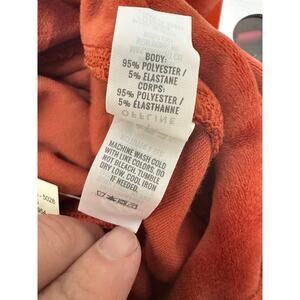 BODY:
95% POLYESTER/
5% ELASTANE
CORPS:
95% POLYESTER/
5% ELASTHANNE
OFFLINE
MACHINE WASH COLD
WITH LIKE COLORS. DO
NOT BLEACH. TUMBLE
DRY LOW. COOL IRON
IF NEEDED.